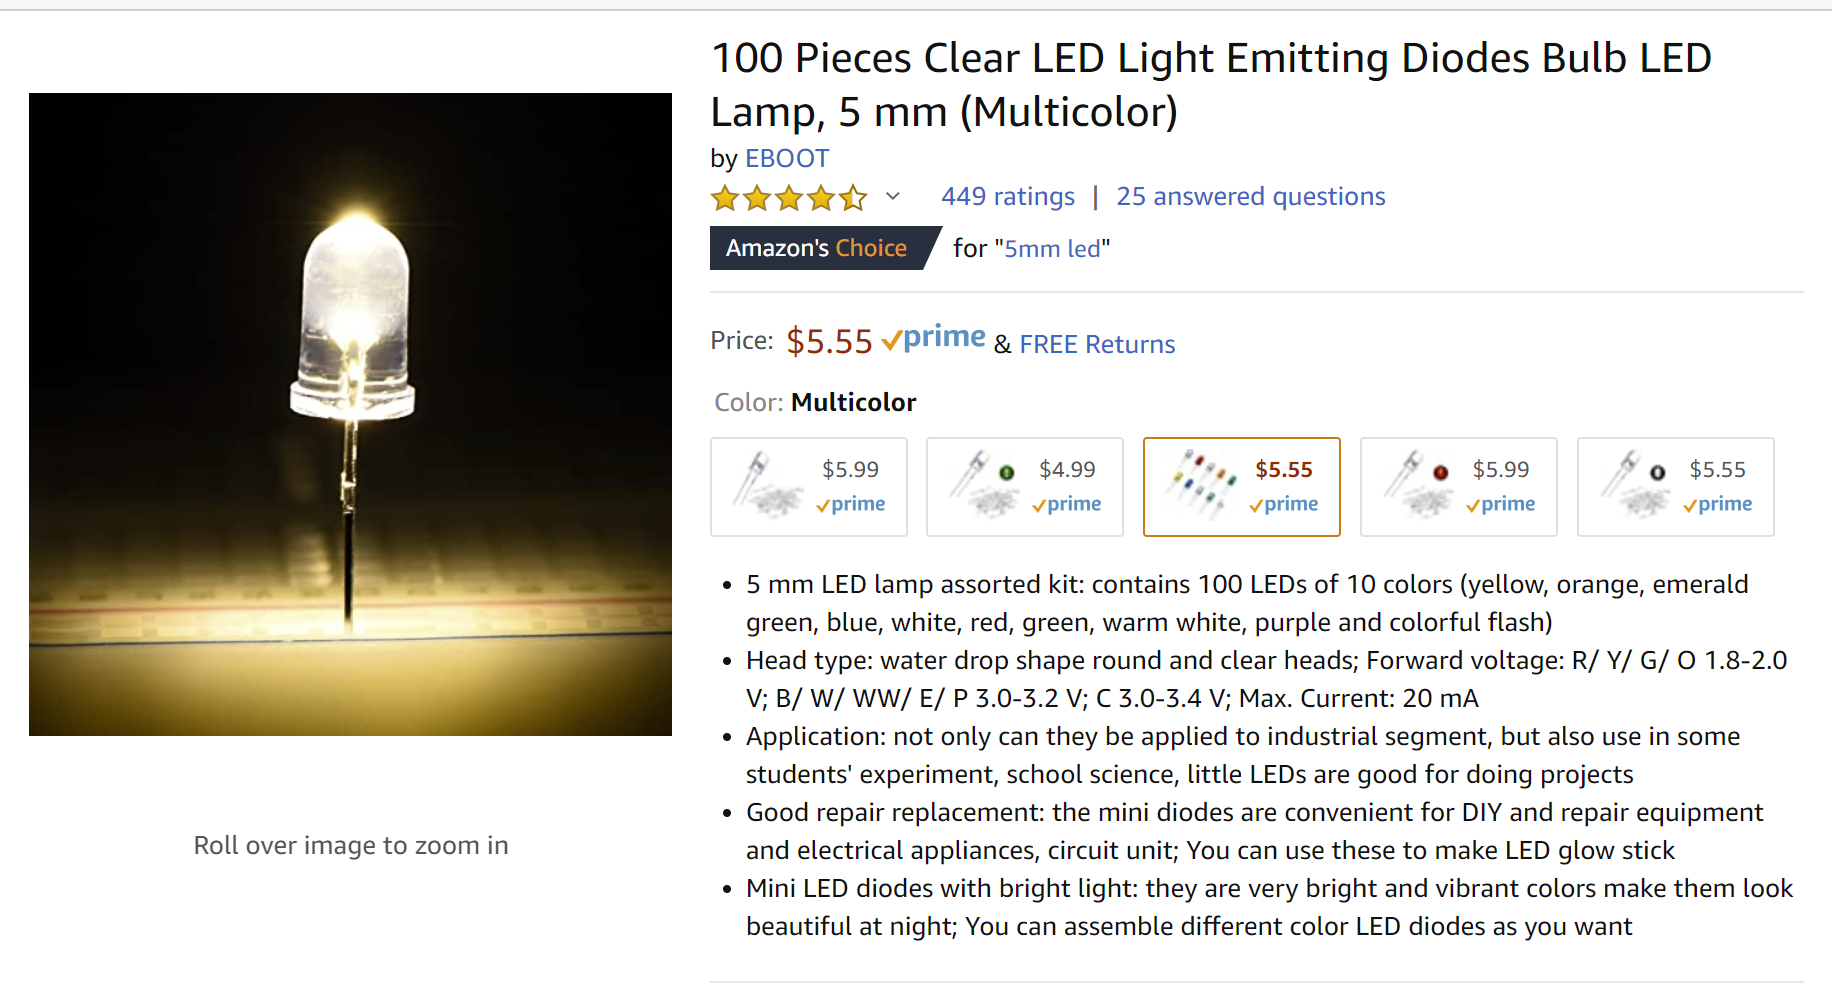 100 Pieces Clear LED Light Emitting Diodes Bulb LED
Lamp, 5 mm (Multicolor)
by EBOOT
449 ratings | 25 answered questions
Amazon's Choice for "5mm led"
Price: $5.55 prime & FREE Returns
Color: Multicolor
$5.99 $4.99 $5.55 $5.99 $5.55
prime prime prime prime prime
• 5 mm LED lamp assorted kit: contains 100 LEDs of 10 colors (yellow, orange, emerald
green, blue, white, red, green, warm white, purple and colorful flash)
• Head type: water drop shape round and clear heads; Forward voltage: R/ Y/ G/ O 1.8-2.0
V; B/ W/ WW/ E/ P 3.0-3.2 V; C 3.0-3.4 V; Max. Current: 20 mA
• Application: not only can they be applied to industrial segment, but also use in some
students' experiment, school science, little LEDs are good for doing projects
• Good repair replacement: the mini diodes are convenient for DIY and repair equipment
and electrical appliances, circuit unit; You can use these to make LED glow stick
• Mini LED diodes with bright light: they are very bright and vibrant colors make them look
beautiful at night; You can assemble different color LED diodes as you want
Roll over image to zoom in